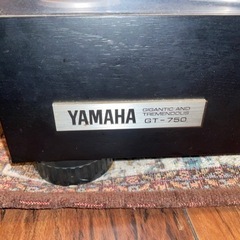 YAMAHA
GIGANTIC AND
TREMENDOUS
GT-750